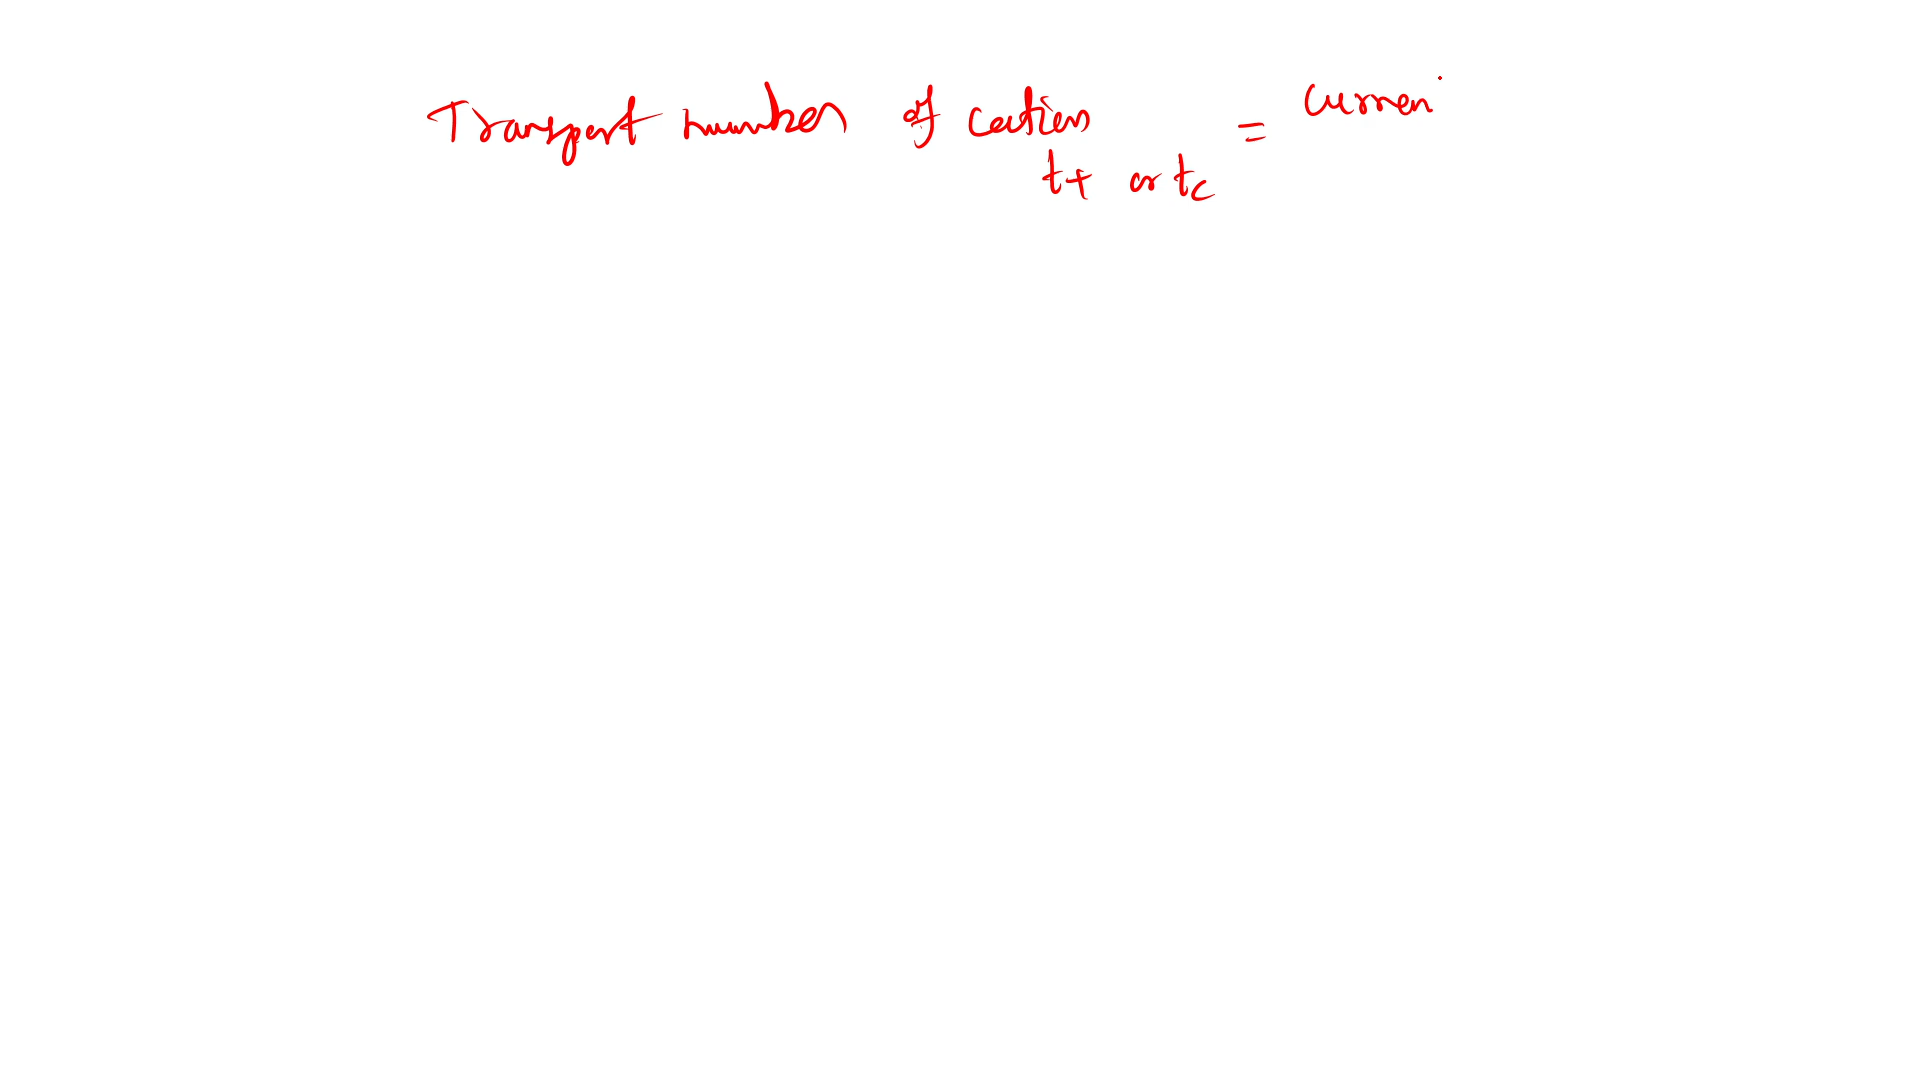 Transport number of cation = curren
t+ or tc